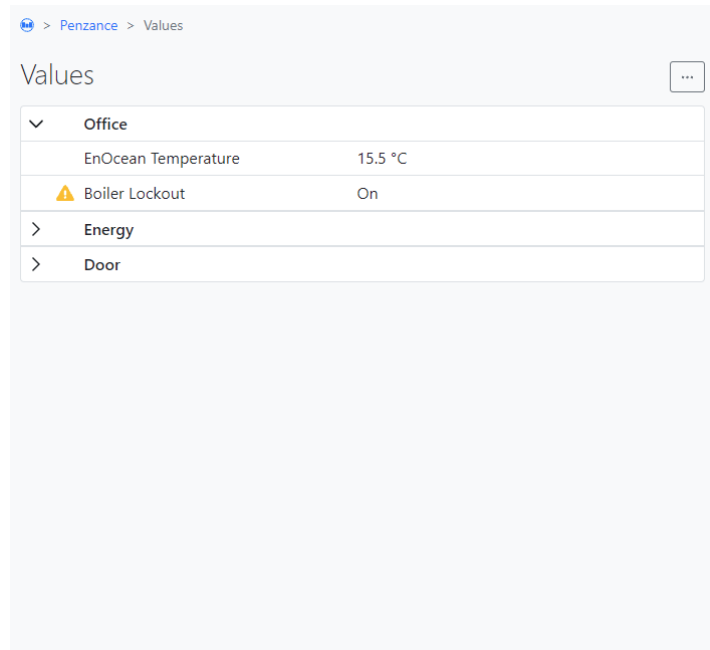 > Penzance > Values
Values
...
Office
EnOcean Temperature 15.5 °C
Boiler Lockout On
Energy
Door